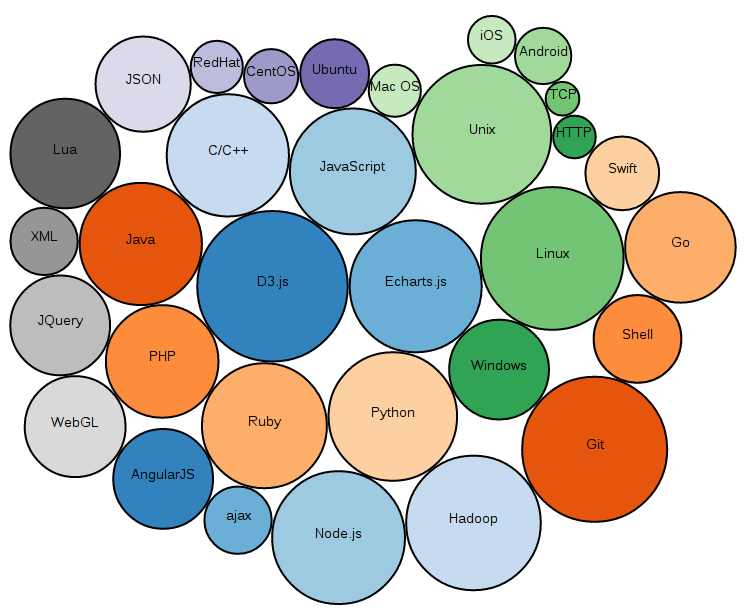 iOS
Android
RedHat
CentOS
Ubuntu
JSON
Mac OS
TCP
Unix
HTTP
Lua
C/C++
JavaScript
Swift
XML
Java
Go
Linux
D3.js
Echarts.js
JQuery
Shell
PHP
Windows
WebGL
Ruby
Python
Git
AngularJS
ajax
Node.js
Hadoop